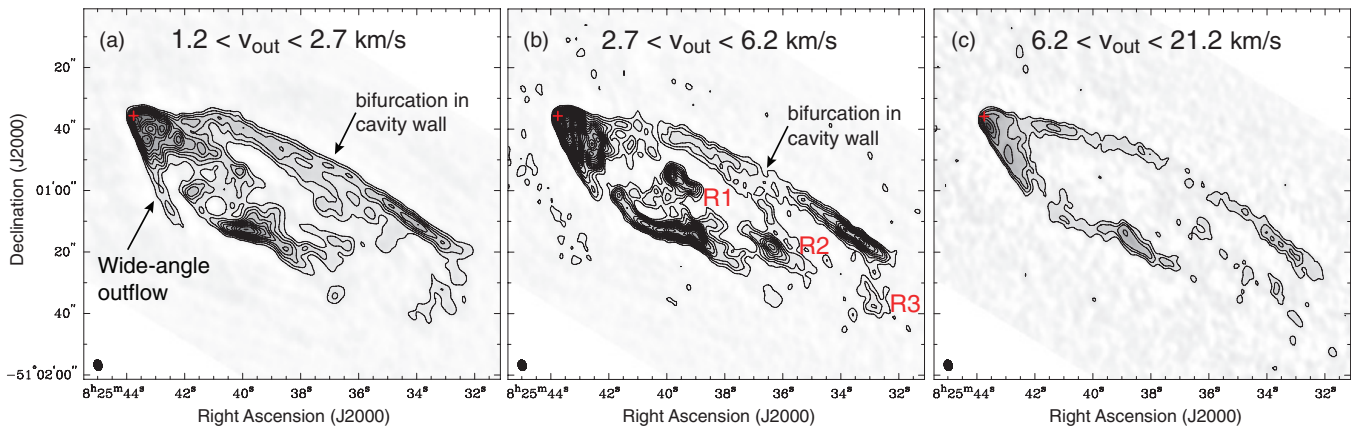 (a) 1.2 < vout < 2.7 km/s
bifurcation in
cavity wall
Wide-angle
outflow
(b) 2.7 < vout < 6.2 km/s
bifurcation in
cavity wall
R1
R2
R3
(c) 6.2 < vout < 21.2 km/s
Declination (J2000)
20″
40″
01′00″
20″
40″
−51°02′00″
8h25m44s 42s 40s 38s 36s 34s 32s
Right Ascension (J2000)
8h25m44s 42s 40s 38s 36s 34s 32s
Right Ascension (J2000)
8h25m44s 42s 40s 38s 36s 34s 32s
Right Ascension (J2000)